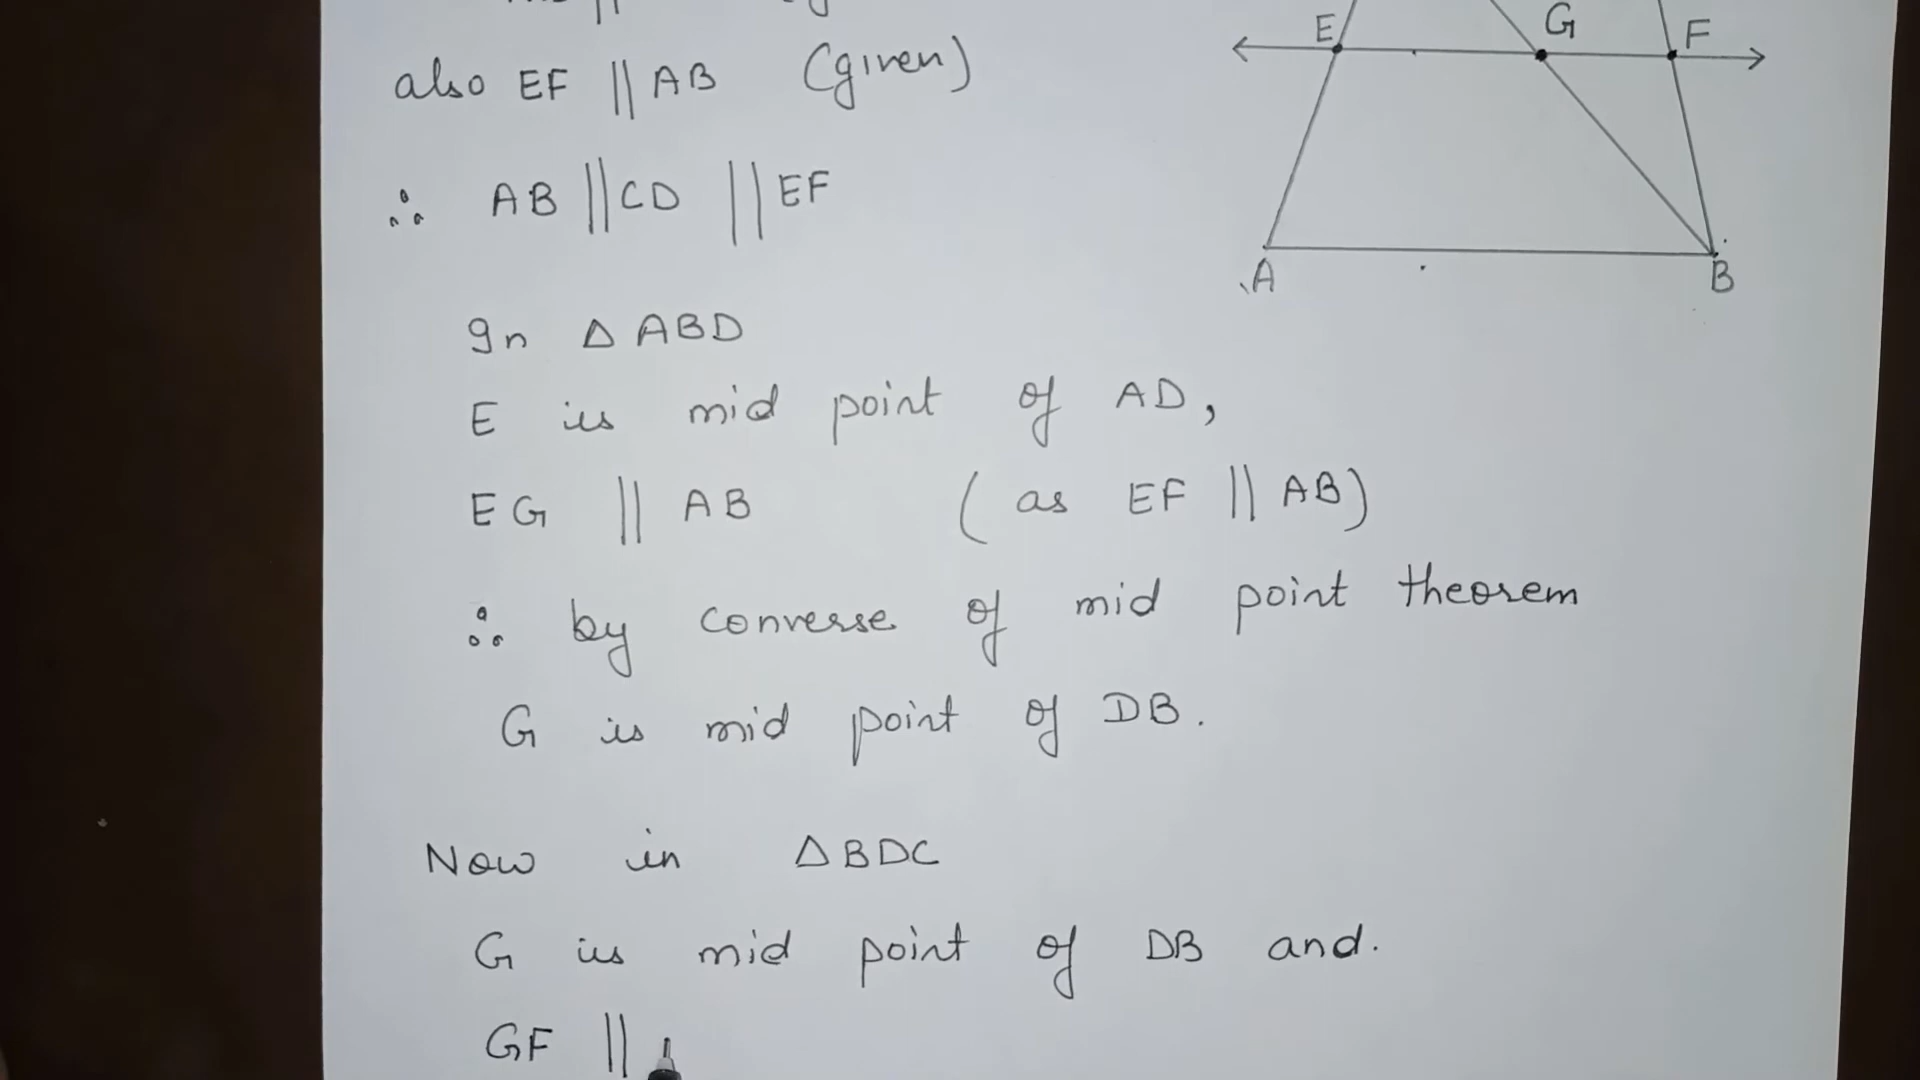 also EF || AB (given)
∴ AB || CD || EF
In △ ABD
E is mid point of AD,
EG || AB (as EF || AB)
∴ by converse of mid point theorem
G is mid point of DB.
Now in △BDC
G is mid point of DB and.
GF ||
E G F
A B